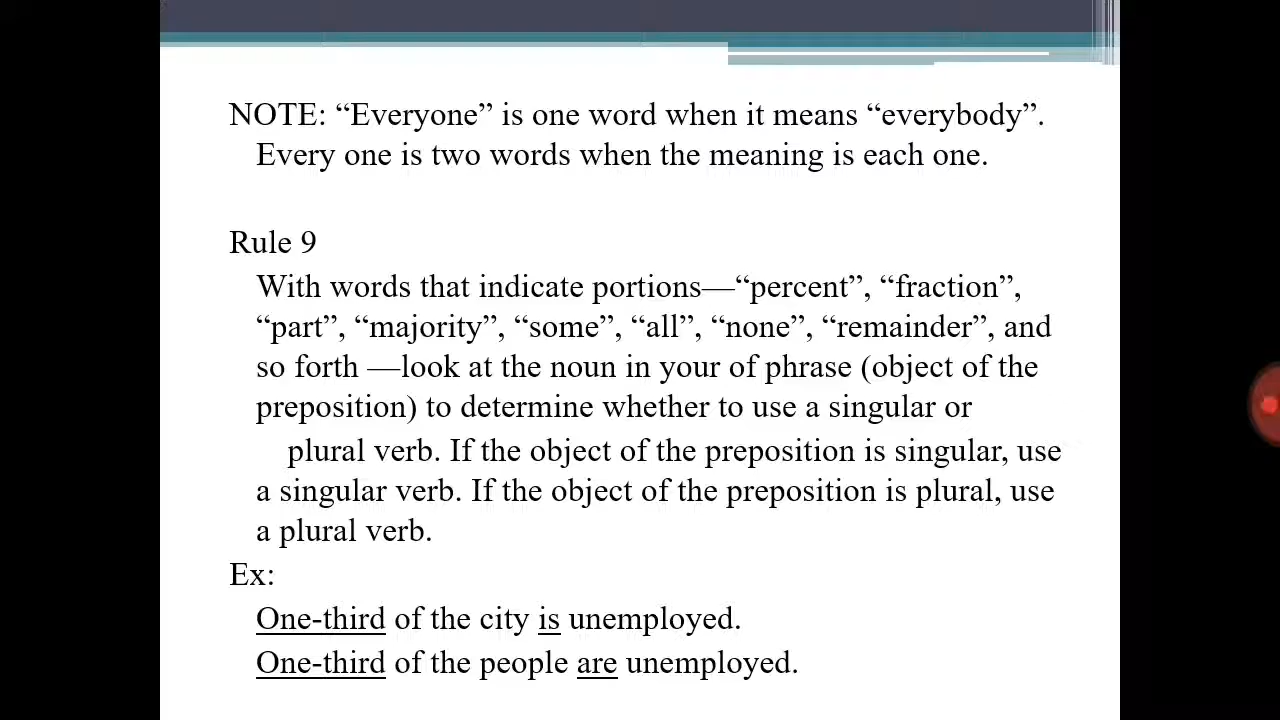 NOTE: “Everyone” is one word when it means “everybody”.
Every one is two words when the meaning is each one.
Rule 9
With words that indicate portions—“percent”, “fraction”,
“part”, “majority”, “some”, “all”, “none”, “remainder”, and
so forth —look at the noun in your of phrase (object of the
preposition) to determine whether to use a singular or
plural verb. If the object of the preposition is singular, use
a singular verb. If the object of the preposition is plural, use
a plural verb.
Ex:
One-third of the city is unemployed.
One-third of the people are unemployed.